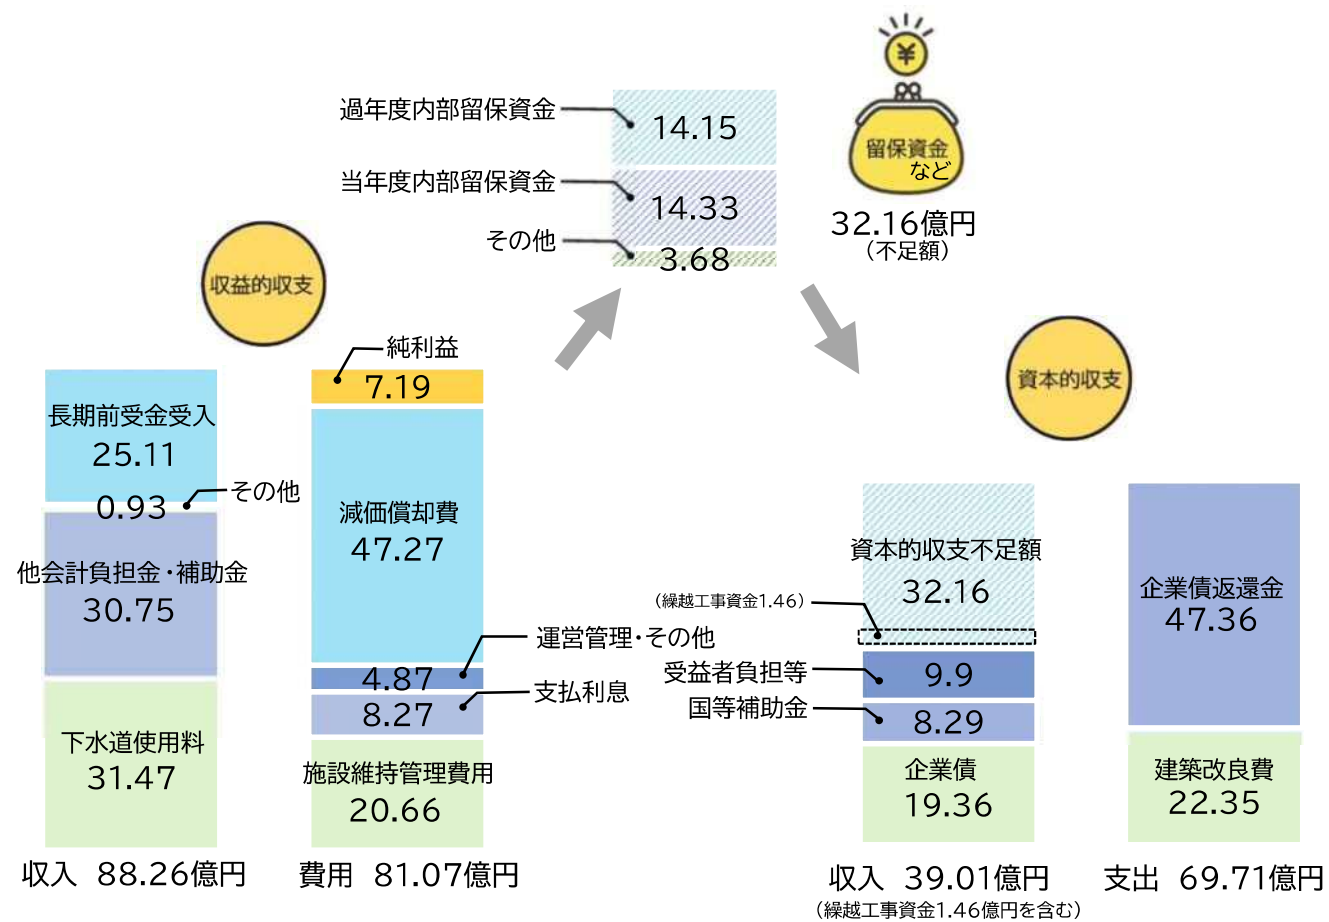 ¥
留保資金
など
32.16億円
(不足額)
過年度内部留保資金
14.15
当年度内部留保資金
14.33
その他
3.68
収益的収支
長期前受金受入
25.11
その他
0.93
他会計負担金・補助金
30.75
下水道使用料
31.47
収入 88.26億円
純利益
7.19
減価償却費
47.27
運営管理・その他
4.87
支払利息
8.27
施設維持管理費用
20.66
費用 81.07億円
資本的収支
資本的収支不足額
32.16
(繰越工事資金1.46)
受益者負担等
9.9
国等補助金
8.29
企業債
19.36
収入 39.01億円
(繰越工事資金1.46億円を含む)
企業債返還金
47.36
建築改良費
22.35
支出 69.71億円